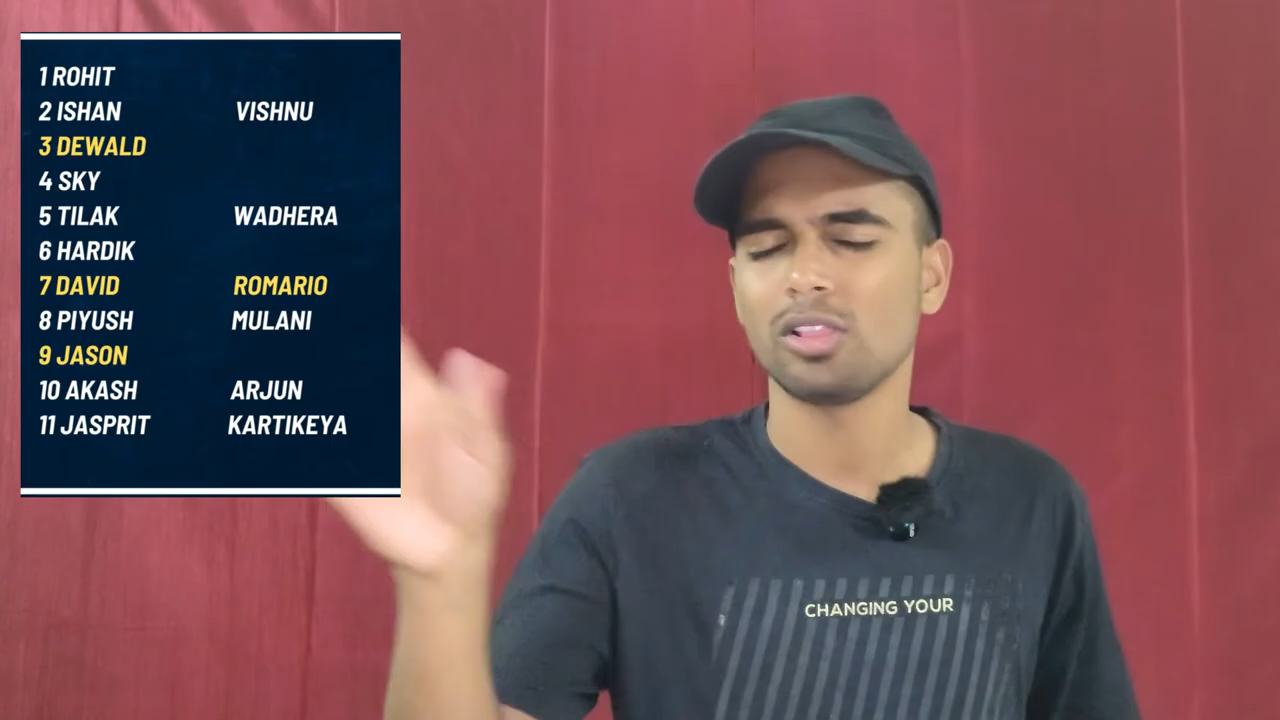 1 ROHIT
2 ISHAN VISHNU
3 DEWALD
4 SKY
5 TILAK WADHERA
6 HARDIK
7 DAVID ROMARIO
8 PIYUSH MULANI
9 JASON
10 AKASH ARJUN
11 JASPRIT KARTIKEYA
CHANGING YOUR